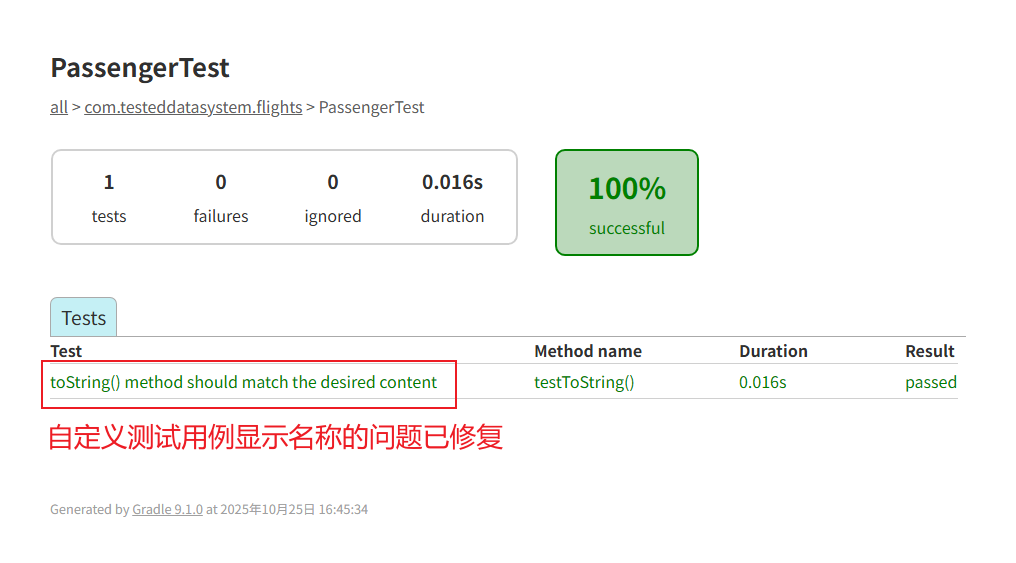 PassengerTest
all > com.testeddatasystem.flights > PassengerTest
1 0 0 0.016s
tests failures ignored duration
100%
successful
Tests
Test Method name Duration Result
toString() method should match the desired content testToString() 0.016s passed
自定义测试用例显示名称的问题已修复
Generated by Gradle 9.1.0 at 2025年10月25日 16:45:34